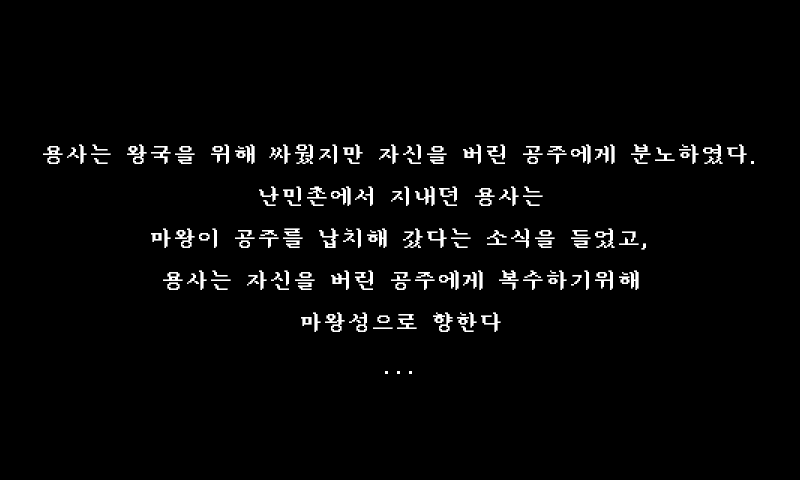 용사는 왕국을 위해 싸웠지만 자신을 버린 공주에게 분노하였다.
난민촌에서 지내던 용사는
마왕이 공주를 납치해 갔다는 소식을 들었고,
용사는 자신을 버린 공주에게 복수하기위해
마왕성으로 향한다
...